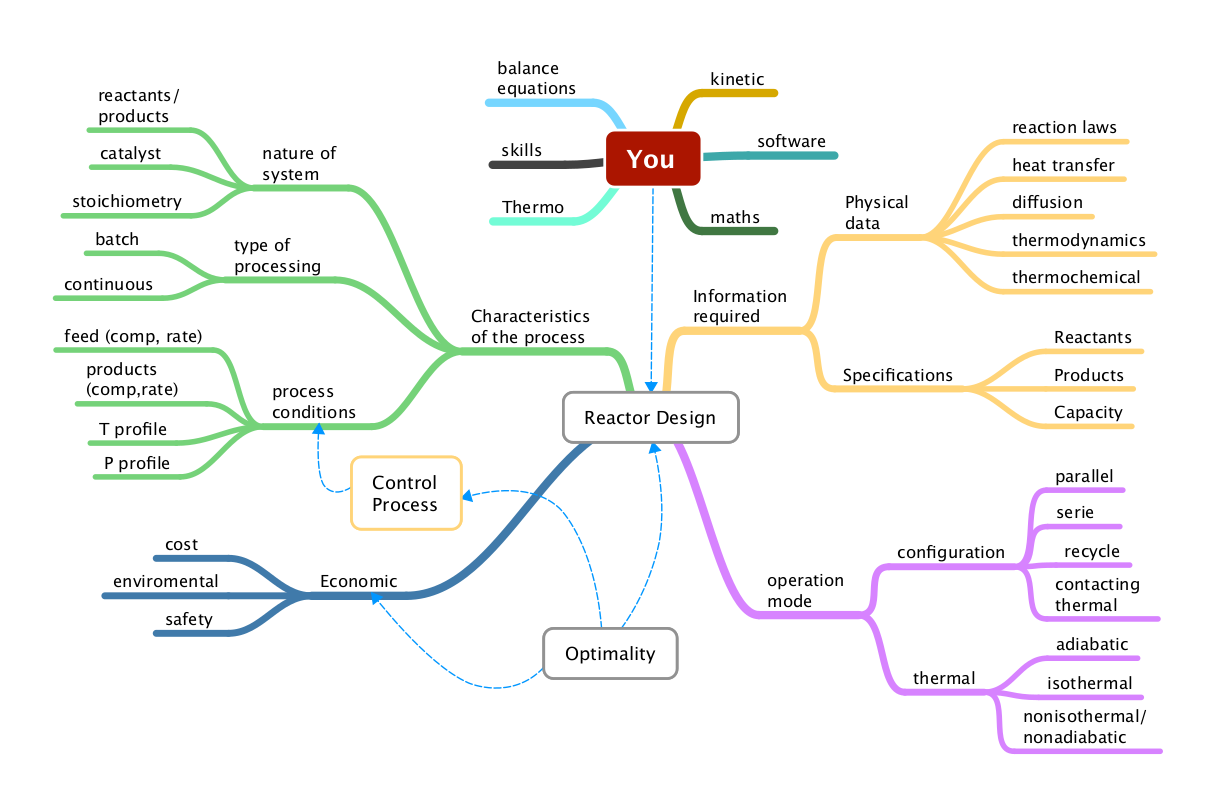 balance
equations
kinetic
skills
You
software
Thermo
maths
reactants/
products
catalyst
stoichiometry
nature of
system
batch
continuous
type of
processing
feed (comp, rate)
products
(comp,rate)
T profile
P profile
process
conditions
Characteristics
of the process
Information
required
Physical
data
reaction laws
heat transfer
diffusion
thermodynamics
thermochemical
Specifications
Reactants
Products
Capacity
Reactor Design
Control
Process
cost
enviromental
safety
Economic
Optimality
operation
mode
configuration
parallel
serie
recycle
contacting
thermal
thermal
adiabatic
isothermal
nonisothermal/
nonadiabatic